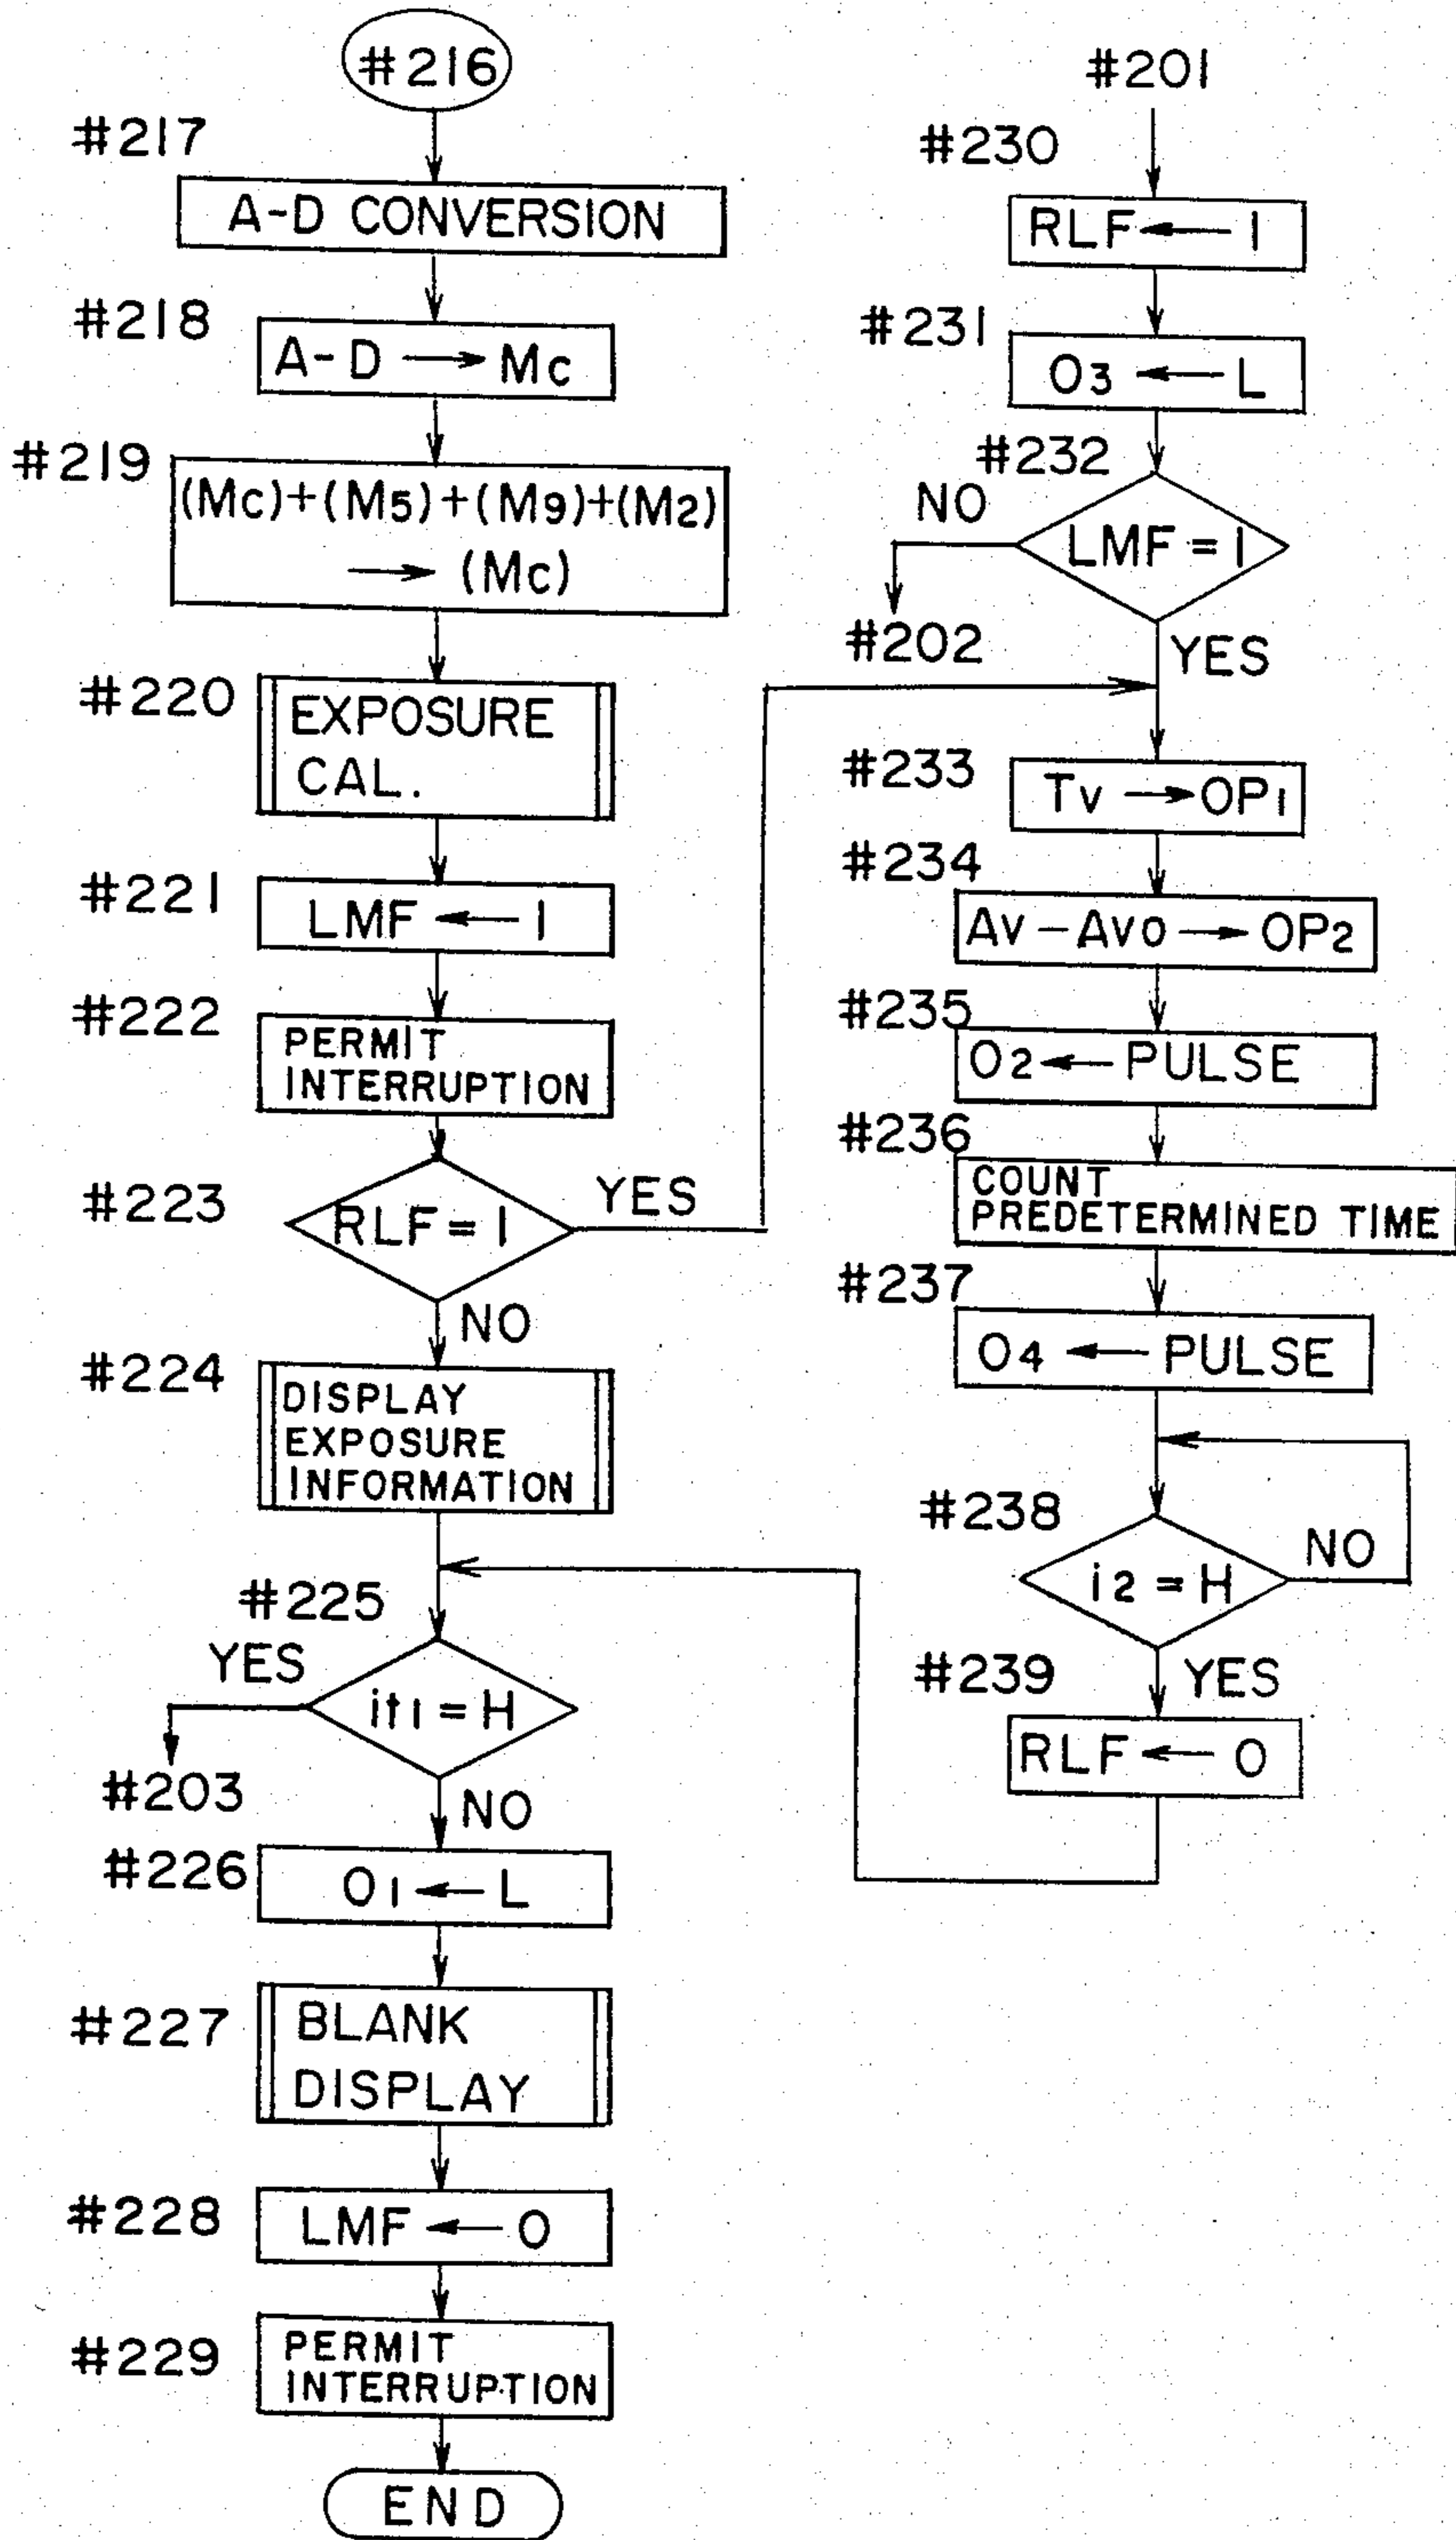 #216
#217
A-D CONVERSION
#218
A-D → Mc
#219
(Mc)+(M5)+(M9)+(M2)
→ (Mc)
#220
EXPOSURE
CAL.
#221
LMF ← 1
#222
PERMIT
INTERRUPTION
#223
RLF = 1
YES
NO
#224
DISPLAY
EXPOSURE
INFORMATION
#225
YES
it1 = H
#203
NO
#226
O1 ← L
#227
BLANK
DISPLAY
#228
LMF ← 0
#229
PERMIT
INTERRUPTION
END
#201
#230
RLF ← 1
#231
O3 ← L
#232
NO
LMF = 1
#202
YES
#233
Tv → OP1
#234
Av - Avo → OP2
#235
O2 ← PULSE
#236
COUNT
PREDETERMINED TIME
#237
O4 ← PULSE
#238
NO
i2 = H
#239
YES
RLF ← 0